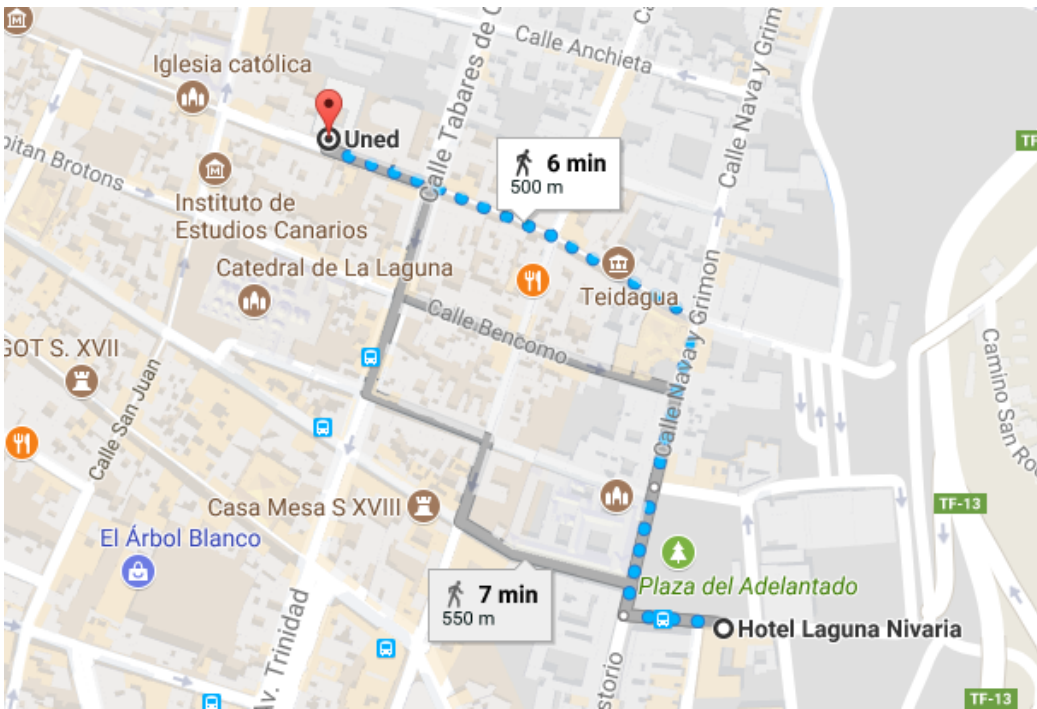 Calle Anchieta
Calle Tabares de C
C
Iglesia católica
Uned
6 min
500 m
Calle Nava y Grimon
TF
pitan Brotons
Instituto de
Estudios Canarios
Catedral de La Laguna
Teidagua
Calle Bencomo
GOT S. XVII
Calle San Juan
Calle Nava y Grimon
Camino San Ro
Casa Mesa S XVIII
TF-13
El Árbol Blanco
7 min
550 m
Plaza del Adelantado
Hotel Laguna Nivaria
Av. Trinidad
storio
TF-13